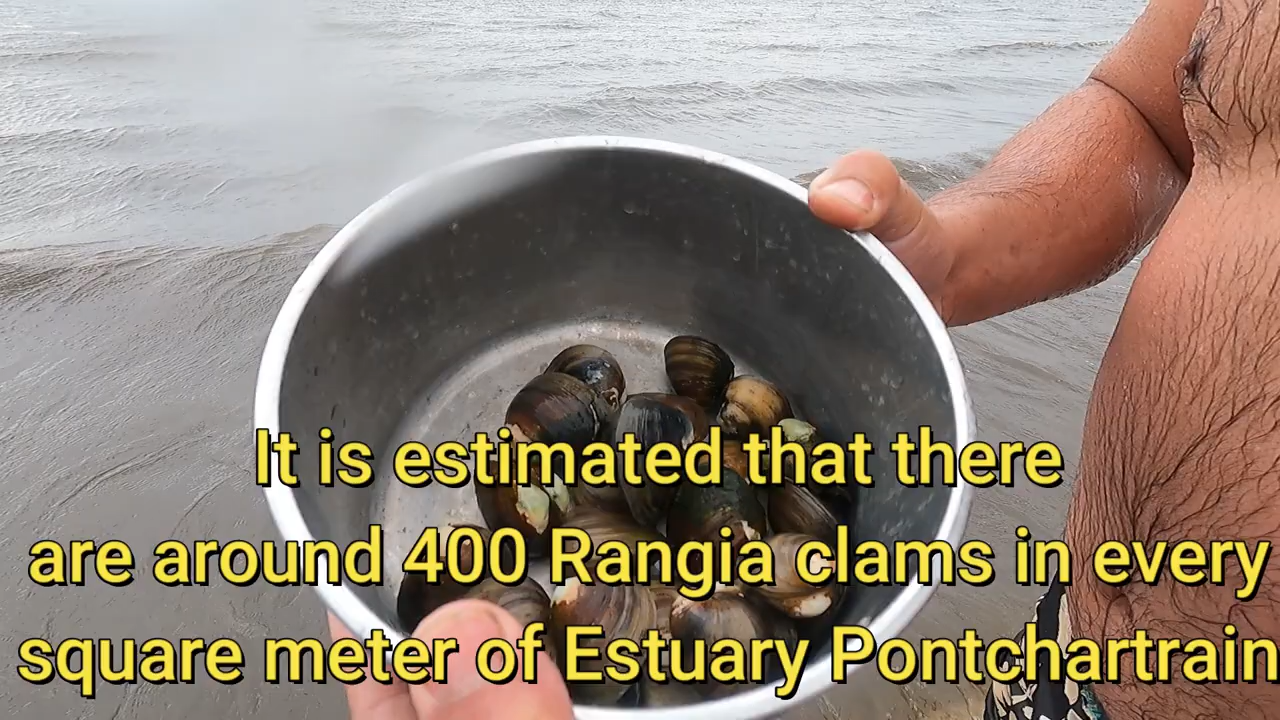 It is estimated that there
are around 400 Rangia clams in every
square meter of Estuary Pontchartrain